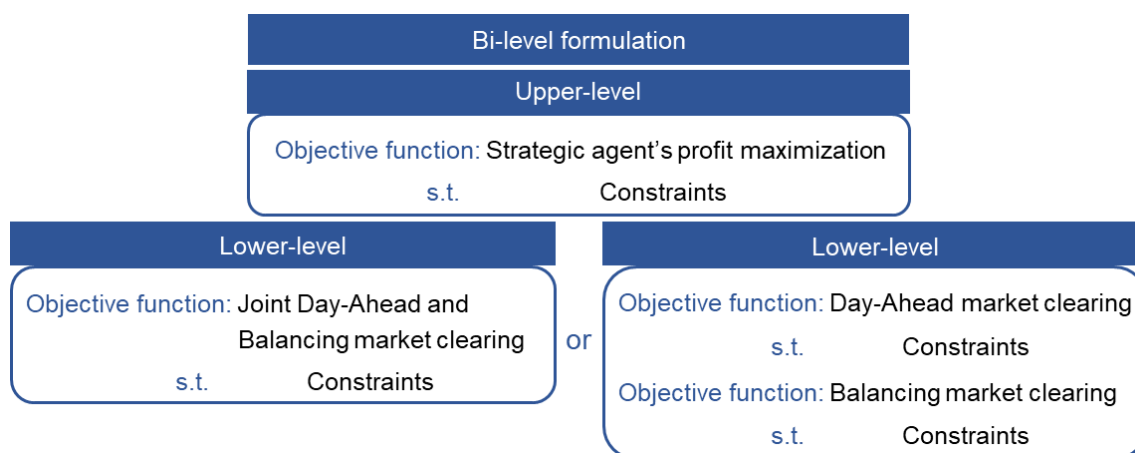 Bi-level formulation
Upper-level
Objective function: Strategic agent's profit maximization
s.t. Constraints
Lower-level
Objective function: Joint Day-Ahead and
Balancing market clearing
s.t. Constraints
or
Lower-level
Objective function: Day-Ahead market clearing
s.t. Constraints
Objective function: Balancing market clearing
s.t. Constraints